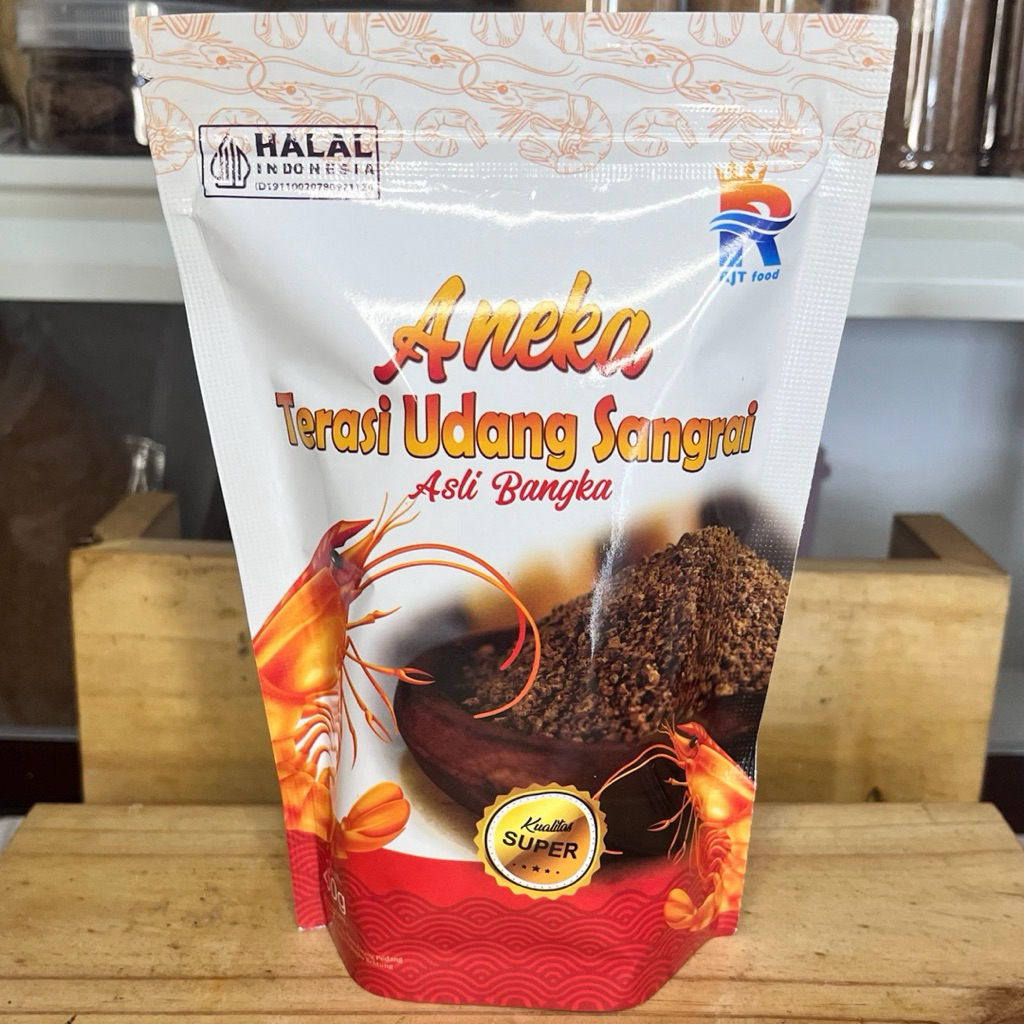 HALAL
INDONESIA
RJT food
Aneka
Terasi Udang Sangrai
Asli Bangka
Kualitas
SUPER